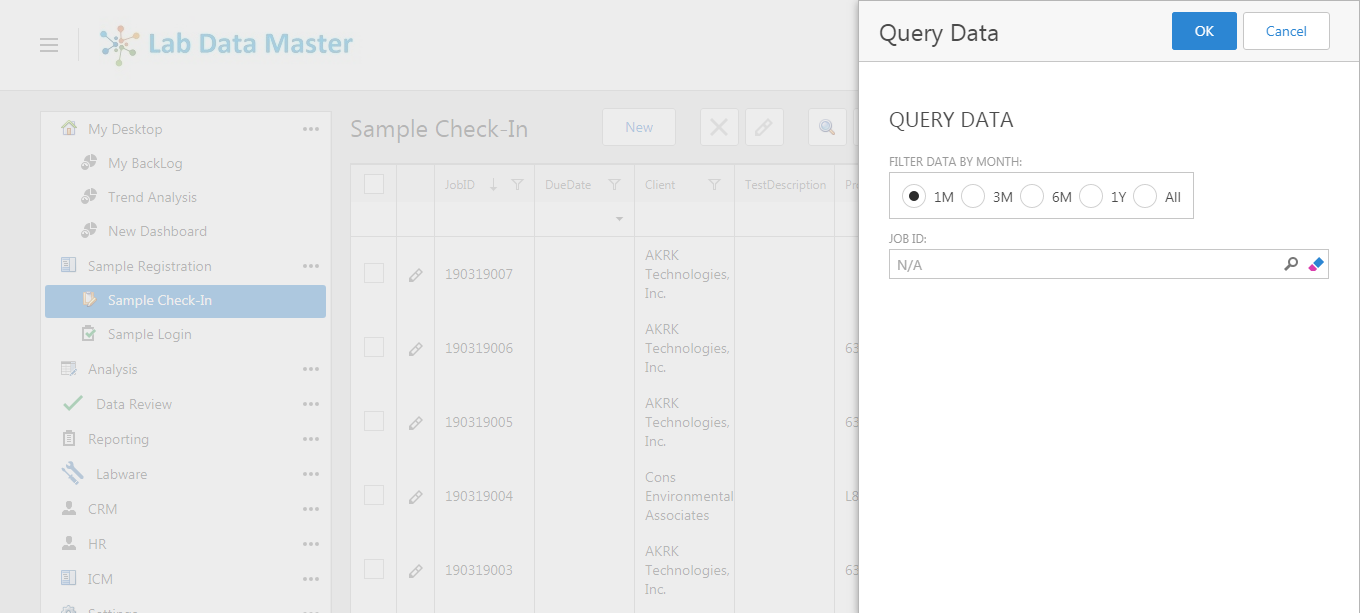 Lab Data Master
Query Data
OK
Cancel
My Desktop
My BackLog
Trend Analysis
New Dashboard
Sample Registration
Sample Check-In
Sample Login
Analysis
Data Review
Reporting
Labware
CRM
HR
ICM
Settings
Sample Check-In
New
JobID
DueDate
Client
TestDescription
Pr
190319007
AKRK
Technologies,
Inc.
190319006
AKRK
Technologies,
Inc.
63
190319005
AKRK
Technologies,
Inc.
63
190319004
Cons
Environmental
Associates
L8
190319003
AKRK
Technologies,
Inc.
63
QUERY DATA
FILTER DATA BY MONTH:
1M 3M 6M 1Y All
JOB ID:
N/A